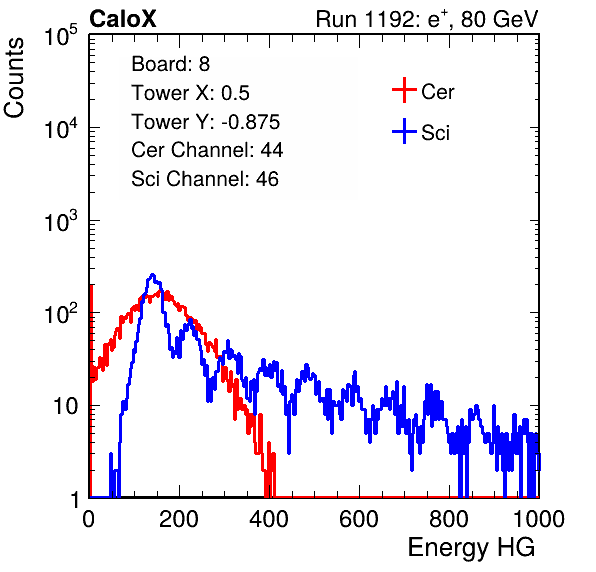 CaloX Run 1192: e⁺, 80 GeV
Counts
10⁵
10⁴
10³
10²
10
1
Board: 8
Tower X: 0.5
Tower Y: -0.875
Cer Channel: 44
Sci Channel: 46
Cer
Sci
0 200 400 600 800 1000
Energy HG